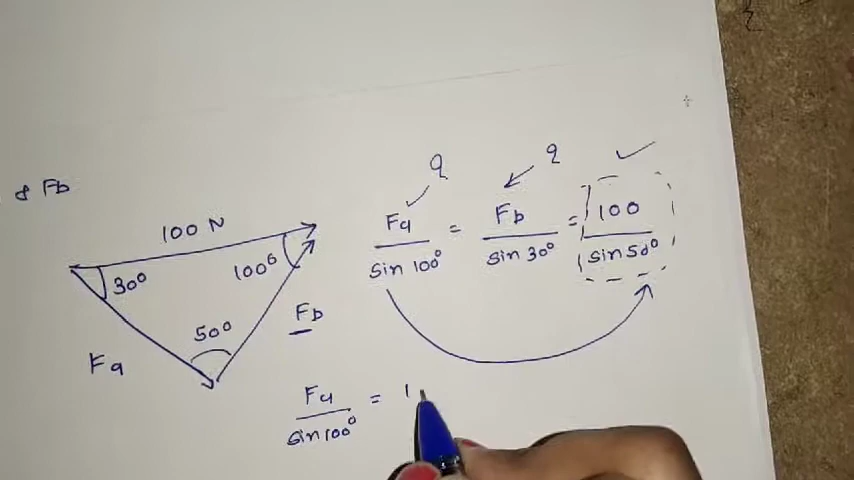 & Fb
100 N
30°
100°
50°
Fa
Fb
q q
Fa/sin 100° = Fb/sin 30° = 100/sin 50°
Fa/sin 100° = 1